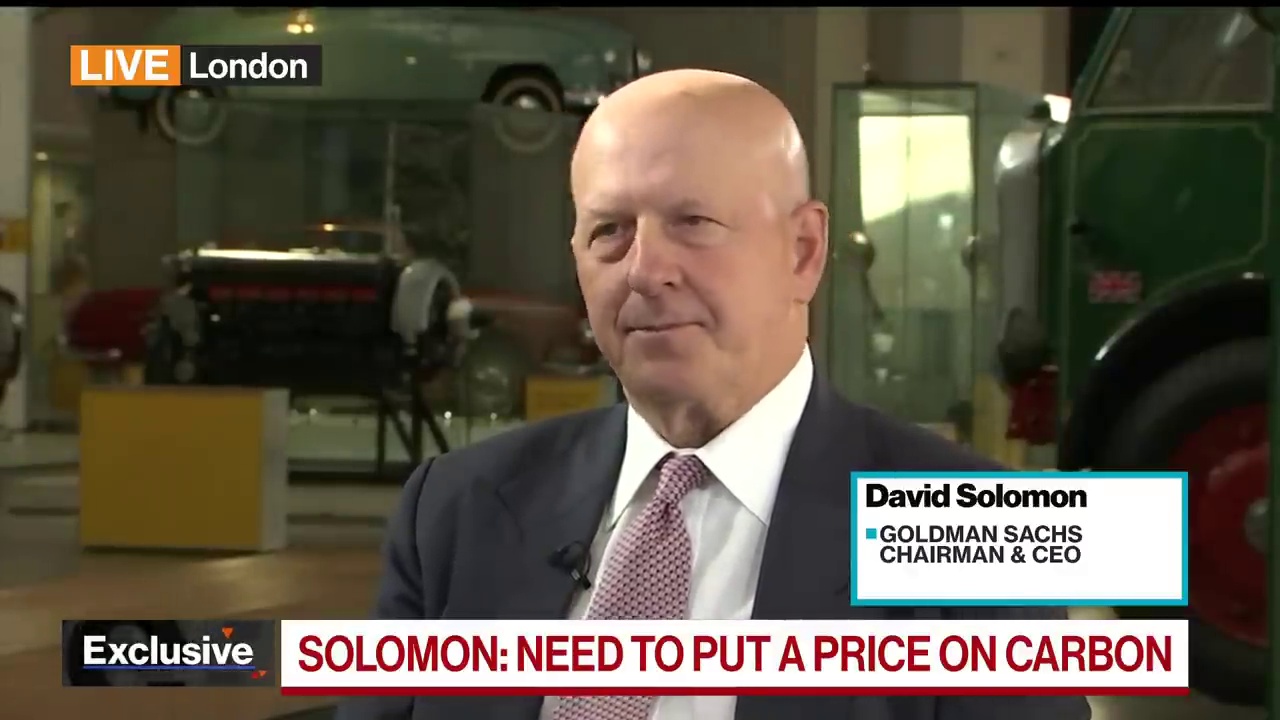 LIVE London
David Solomon
GOLDMAN SACHS
CHAIRMAN & CEO
Exclusive
SOLOMON: NEED TO PUT A PRICE ON CARBON